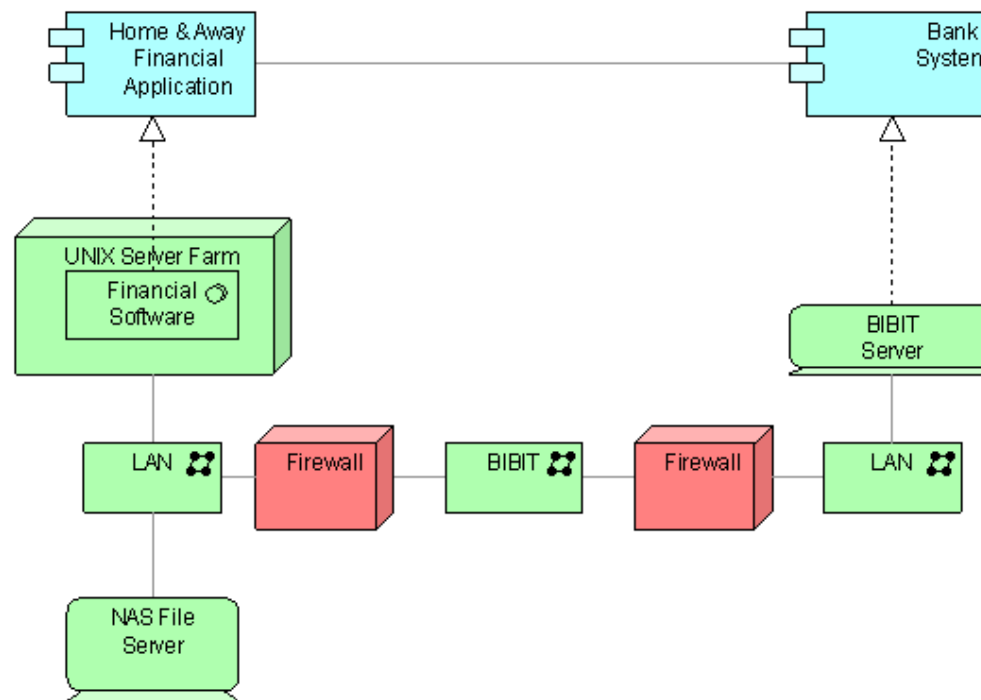 Home & Away
Financial
Application
Bank
System
UNIX Server Farm
Financial
Software
BIBIT
Server
LAN
Firewall
BIBIT
Firewall
LAN
NAS File
Server